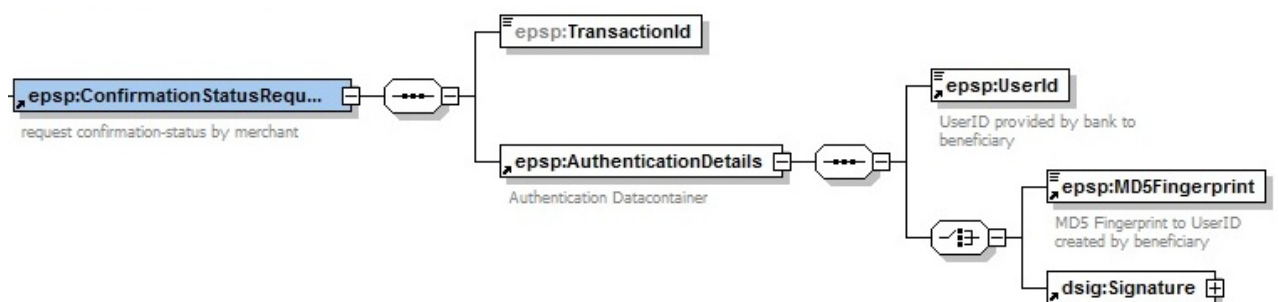 epsp:TransactionId
epsp:ConfirmationStatusRequ...
request confirmation-status by merchant
epsp:UserId
UserID provided by bank to
beneficiary
epsp:AuthenticationDetails
Authentication Datacontainer
epsp:MD5Fingerprint
MD5 Fingerprint to UserID
created by beneficiary
dsig:Signature